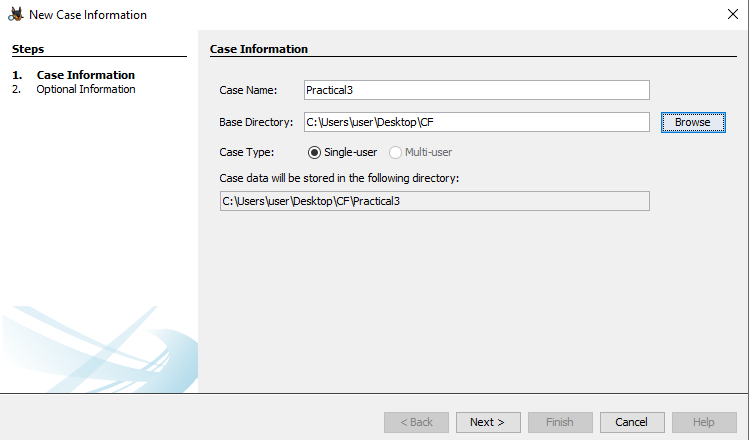 New Case Information
Steps
1. Case Information
2. Optional Information
Case Information
Case Name: Practical3
Base Directory: C:\Users\user\Desktop\CF Browse
Case Type: Single-user Multi-user
Case data will be stored in the following directory:
C:\Users\user\Desktop\CF\Practical3
< Back Next > Finish Cancel Help